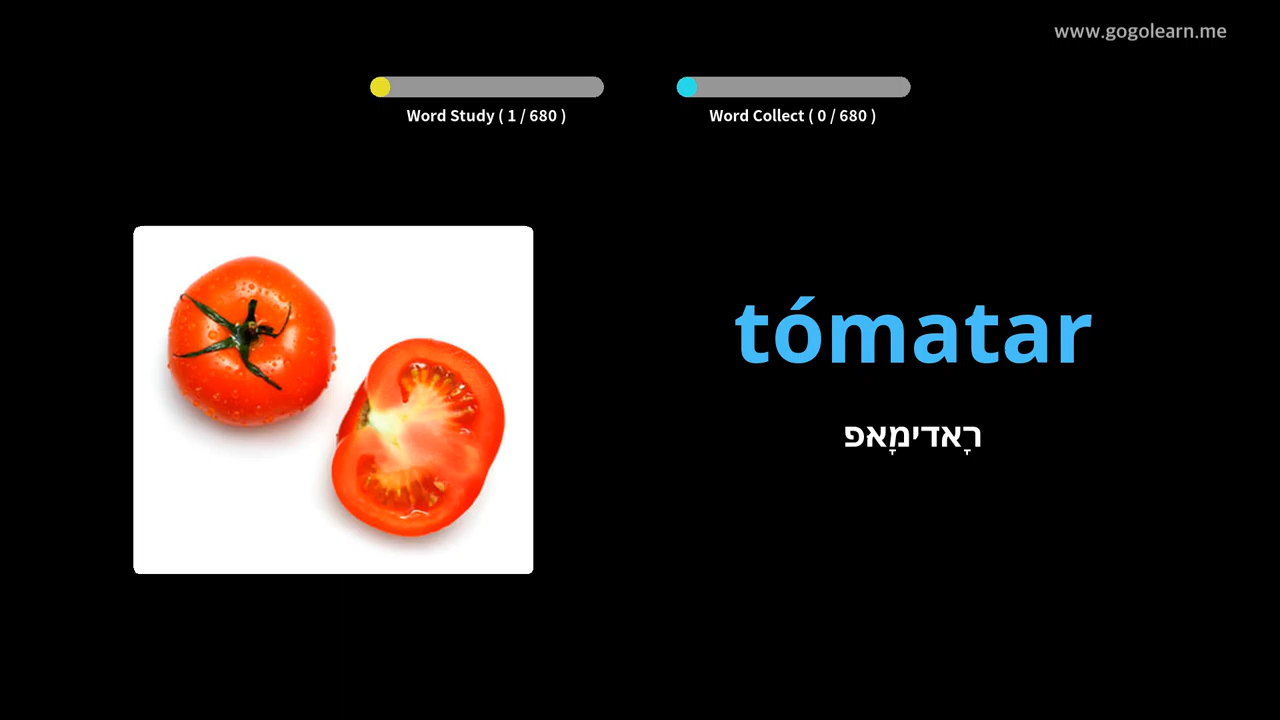 www.gogolearn.me
Word Study ( 1 / 680 )
Word Collect ( 0 / 680 )
tómatar
רָאדימָאפ